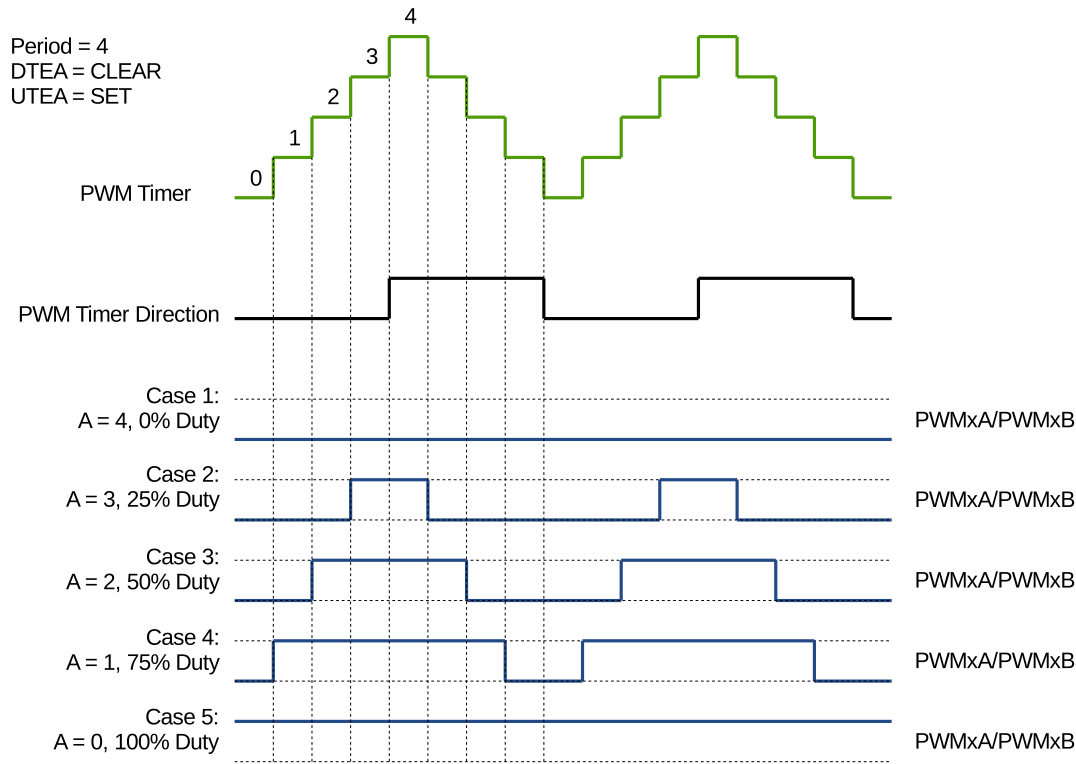 4
Period = 4
DTEA = CLEAR
UTEA = SET
3
2
1
0
PWM Timer
PWM Timer Direction
Case 1:
A = 4, 0% Duty
PWMxA/PWMxB
Case 2:
A = 3, 25% Duty
PWMxA/PWMxB
Case 3:
A = 2, 50% Duty
PWMxA/PWMxB
Case 4:
A = 1, 75% Duty
PWMxA/PWMxB
Case 5:
A = 0, 100% Duty
PWMxA/PWMxB